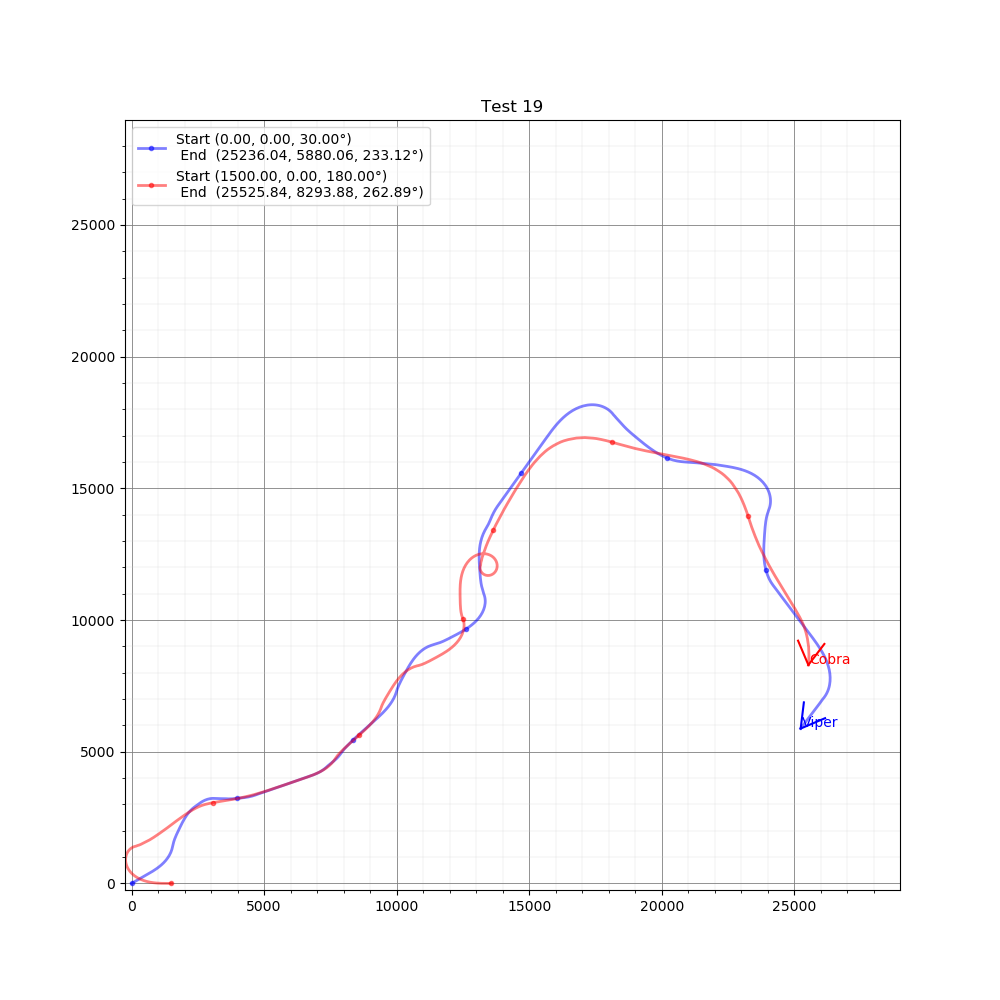 Test 19
Start (0.00, 0.00, 30.00°)
End (25236.04, 5880.06, 233.12°)
Start (1500.00, 0.00, 180.00°)
End (25525.84, 8293.88, 262.89°)
25000
20000
15000
10000
5000
0
Cobra
Viper
0 5000 10000 15000 20000 25000